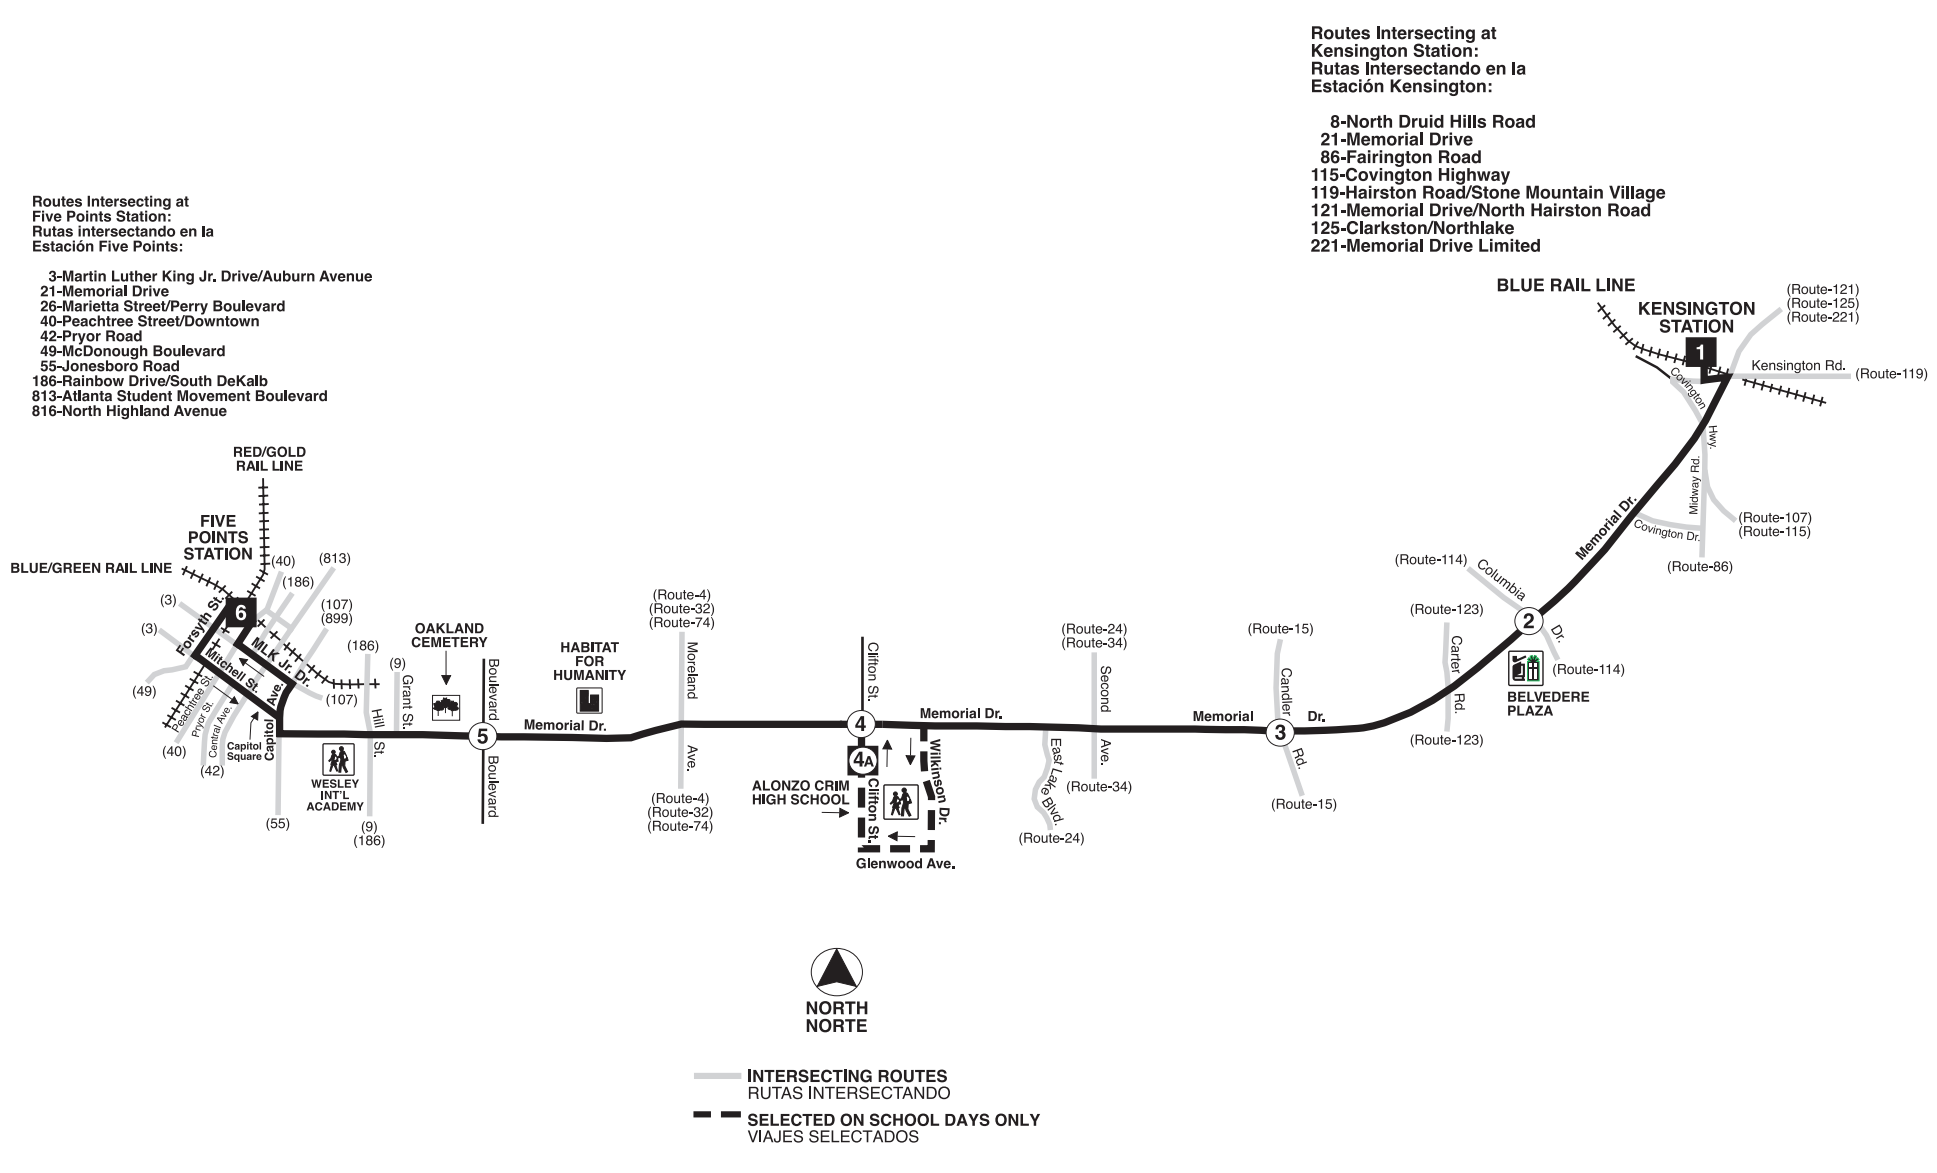 Routes Intersecting at
Kensington Station:
Rutas Intersectando en la
Estación Kensington:
8-North Druid Hills Road
21-Memorial Drive
86-Fairington Road
115-Covington Highway
119-Hairston Road/Stone Mountain Village
121-Memorial Drive/North Hairston Road
125-Clarkston/Northlake
221-Memorial Drive Limited
Routes Intersecting at
Five Points Station:
Rutas intersectando en la
Estación Five Points:
3-Martin Luther King Jr. Drive/Auburn Avenue
21-Memorial Drive
26-Marietta Street/Perry Boulevard
40-Peachtree Street/Downtown
42-Pryor Road
49-McDonough Boulevard
55-Jonesboro Road
186-Rainbow Drive/South DeKalb
813-Atlanta Student Movement Boulevard
816-North Highland Avenue
RED/GOLD
RAIL LINE
FIVE
POINTS
STATION
BLUE/GREEN RAIL LINE
(40)
(186)
(813)
(107)
(899)
(3)
(3)
(49)
6
Forsyth St.
Mitchell St.
MLK Jr. Dr.
Capitol Ave.
Peachtree St.
Pryor St.
Central Ave.
Capitol
Square
(40)
(42)
(55)
(107)
(186)
Hill St.
(9)
(186)
(9)
Grant St.
WESLEY
INT'L
ACADEMY
OAKLAND
CEMETERY
Boulevard
5
Boulevard
HABITAT
FOR
HUMANITY
Memorial Dr.
(Route-4)
(Route-32)
(Route-74)
Moreland Ave.
(Route-4)
(Route-32)
(Route-74)
Clifton St.
4
4A
Clifton St.
ALONZO CRIM
HIGH SCHOOL
Wilkinson Dr.
Glenwood Ave.
Memorial Dr.
East Lake Blvd.
(Route-24)
(Route-24)
(Route-34)
Second Ave.
(Route-34)
Memorial Dr.
(Route-15)
Candler Rd.
3
(Route-15)
(Route-123)
Carter Rd.
(Route-123)
(Route-114)
Columbia Dr.
2
(Route-114)
BELVEDERE
PLAZA
Memorial Dr.
Covington Dr.
Midway Rd.
(Route-86)
(Route-107)
(Route-115)
Covington Hwy.
BLUE RAIL LINE
KENSINGTON
STATION
1
(Route-121)
(Route-125)
(Route-221)
Kensington Rd.
(Route-119)
NORTH
NORTE
INTERSECTING ROUTES
RUTAS INTERSECTANDO
SELECTED ON SCHOOL DAYS ONLY
VIAJES SELECTADOS